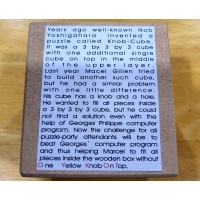 Years ago well-known Nob
Yoshigahara invented a
puzzle called Knob-Cube.
It was a 3 by 3 by 3 cube
with one additional single
cube on top in the middle
of the upper layer.
Last year Macel Gillen tried
to build another such cube,
but he had a similar problem
with one little difference:
His cube has a knob and a hole.
He wanted to fill all pieces inside
a 3 by 3 by 3 cube, but he could
not find a solution even with the
help of Georges Philippe computer
program. Now the challenge for all
puzzle-party attendants will be to
beat Georges' computer program
and thus helping Marcel to fill all
pieces inside the wooden box without
One Yellow Knob On Top.